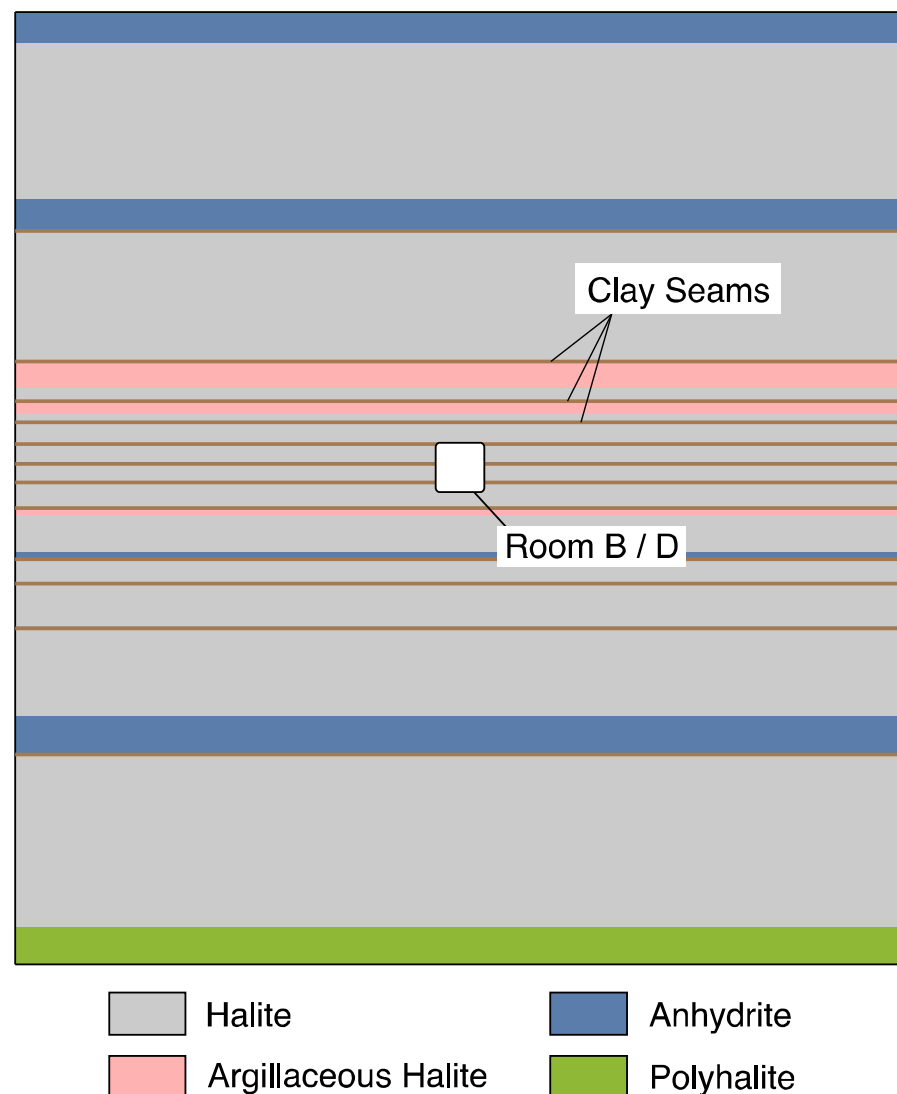 Clay Seams
Room B / D
Halite
Anhydrite
Argillaceous Halite
Polyhalite